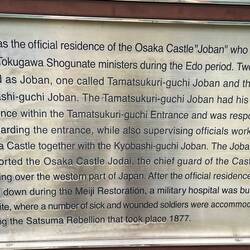 as the official residence of the Osaka Castle "Joban" who
Tokugawa Shogunate ministers during the Edo period. Tw
d as Joban, one called Tamatsukuri-guchi Joban and th
ashi-guchi Joban. The Tamatsukuri-guchi Joban had his
ence within the Tamatsukuri-guchi Entrance and was respo
arding the entrance, while also supervising officials work
a Castle together with the Kyobashi-guchi Joban. The Joba
orted the Osaka Castle Jodai, the chief guard of the Cast
ing over the western part of Japan. After the official residenc
down during the Meiji Restoration, a military hospital was bu
ite, where a number of sick and wounded soldiers were accommod
ng the Satsuma Rebellion that took place 1877.